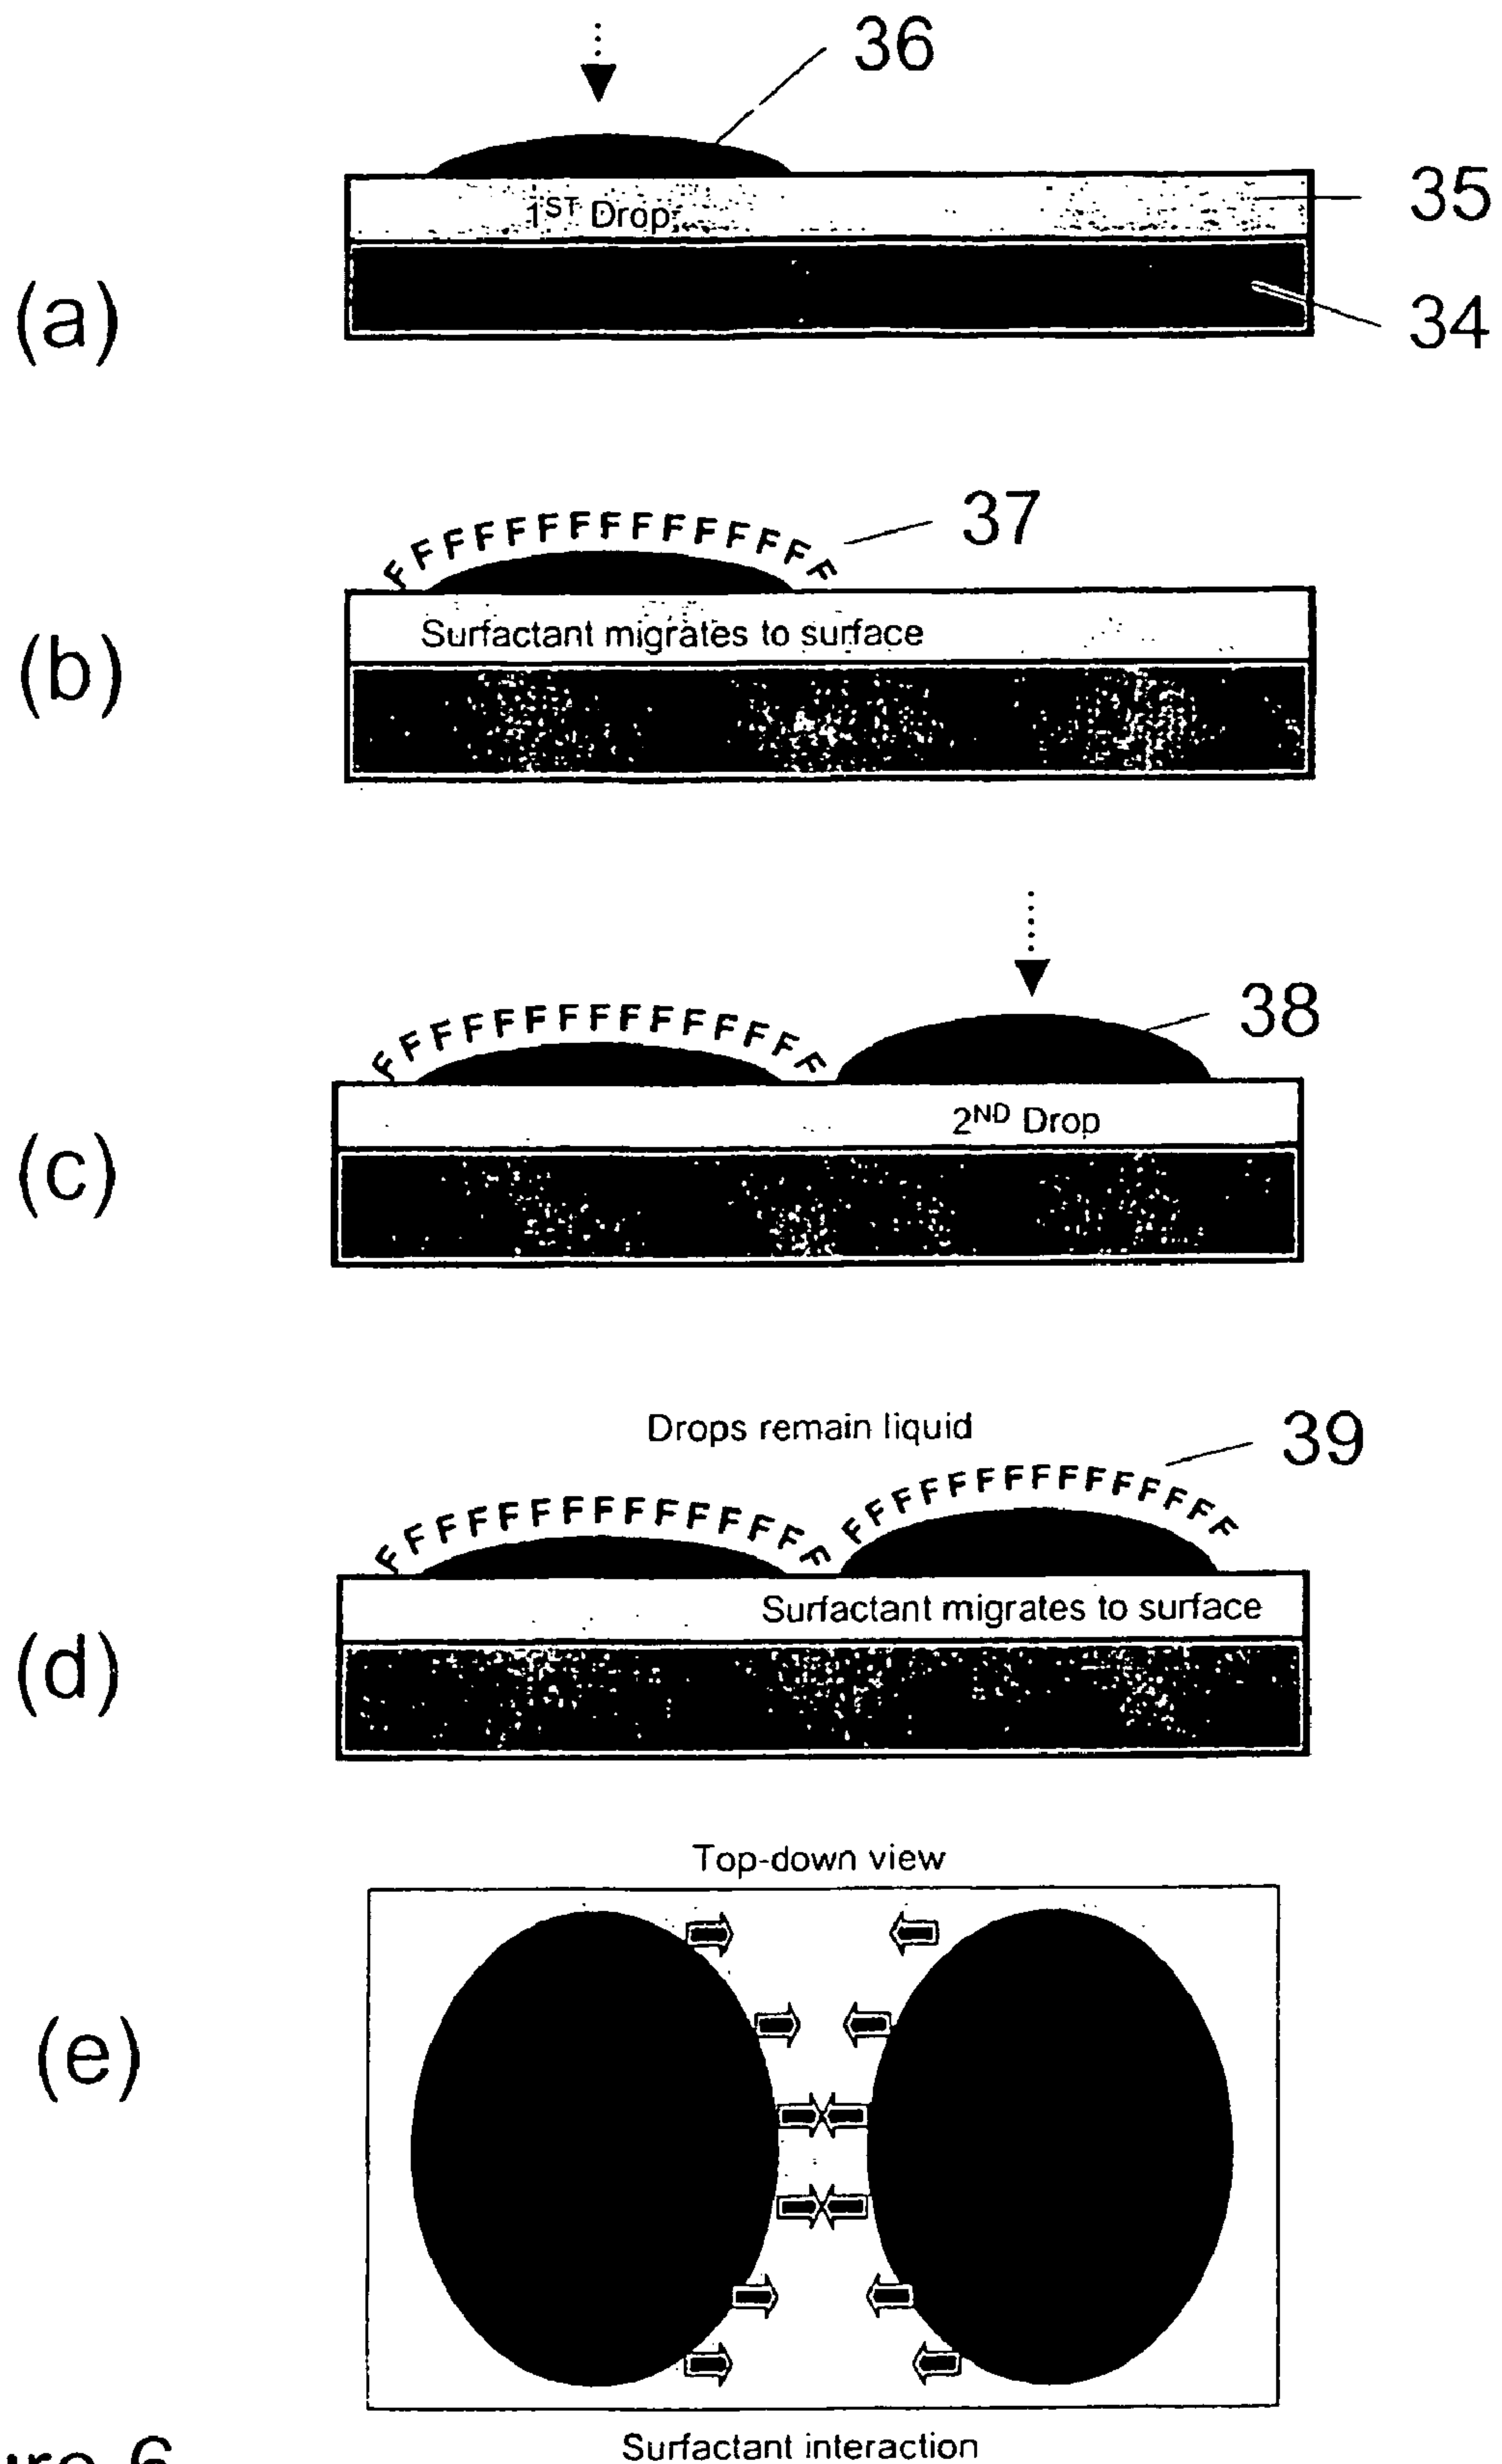 36
1ST Drop
35
(a)
34
FFFFFFFFFFFFFFF
37
Surfactant migrates to surface
(b)
38
FFFFFFFFFFFFFFF
2ND Drop
(c)
Drops remain liquid
39
FFFFFFFFFFFFFFF FFFFFFFFFFFFFFF
Surfactant migrates to surface
(d)
Top-down view
(e)
Surfactant interaction
6